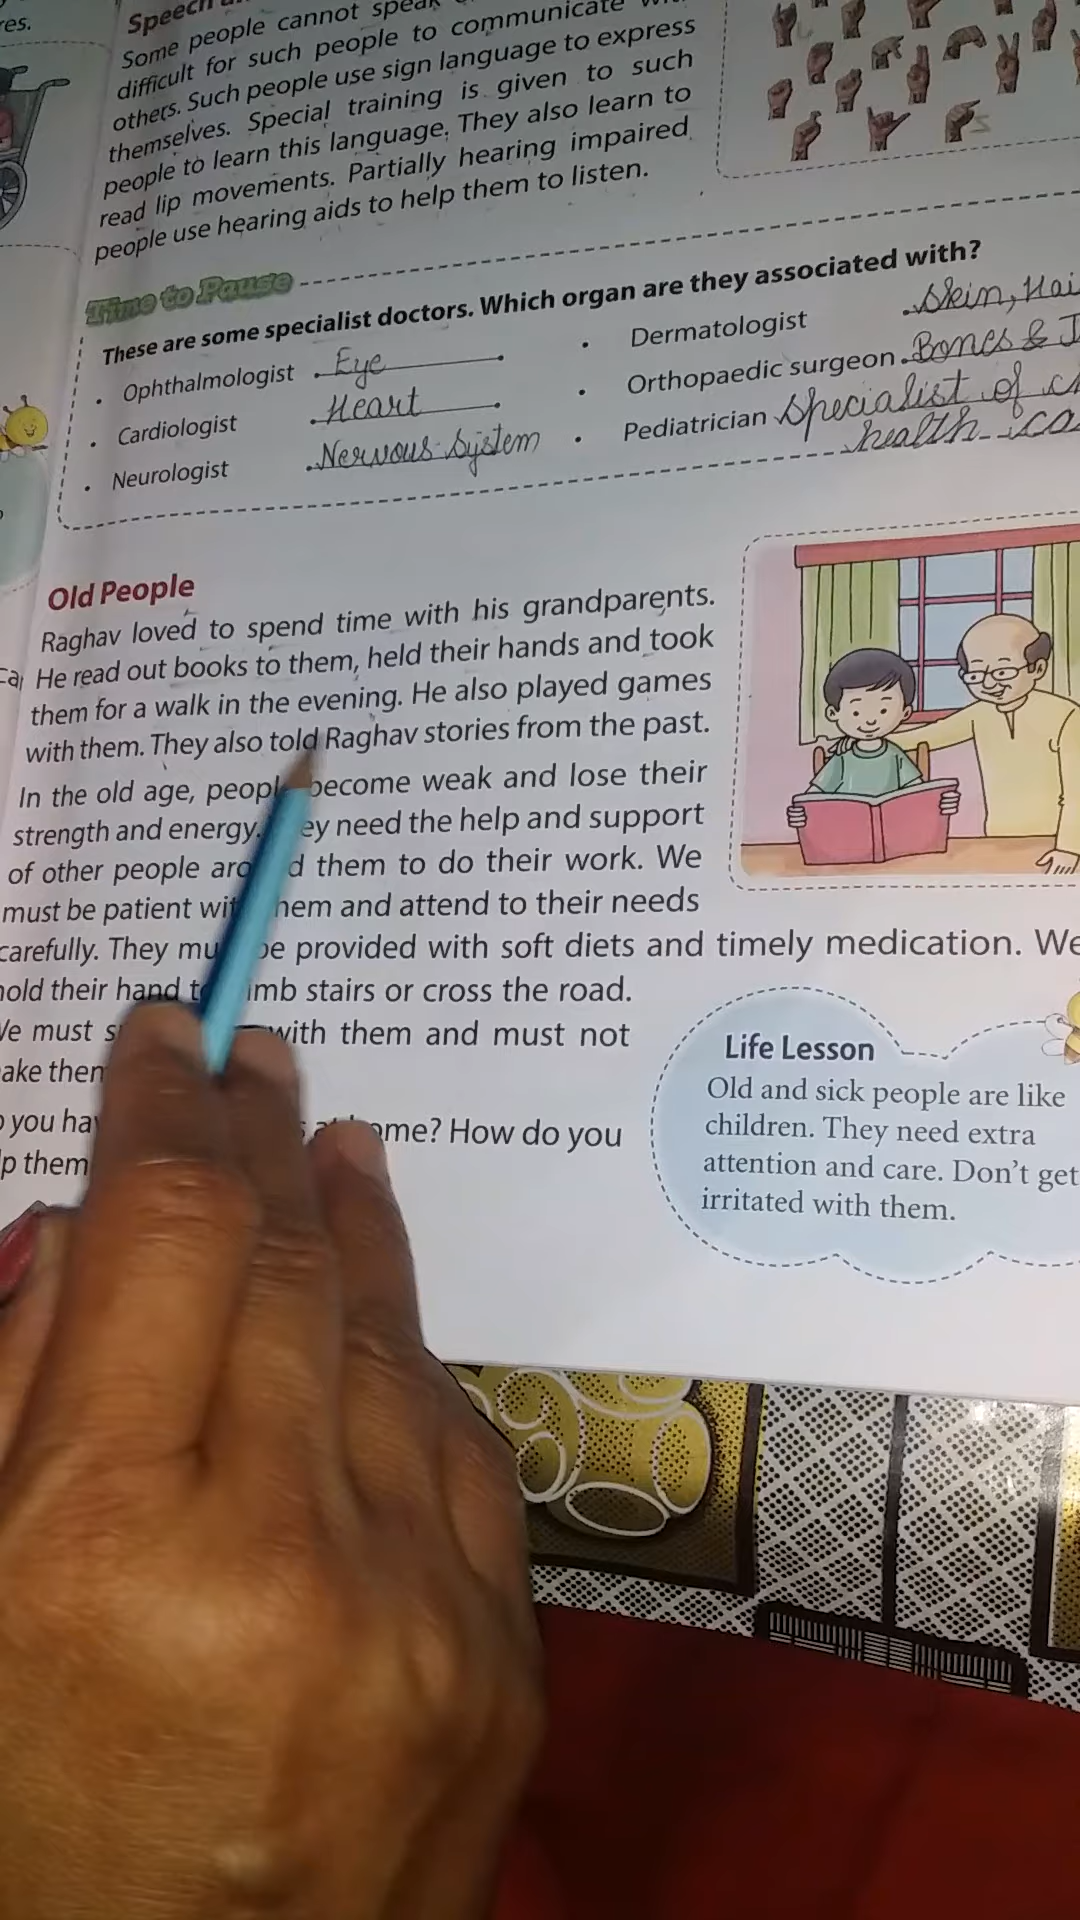 res.
Speech
Some people cannot speak
difficult for such people to communicate
others. Such people use sign language to express
themselves. Special training is given to such
people to learn this language. They also learn to
read lip movements. Partially hearing impaired
people use hearing aids to help them to listen.
Time to Pause
These are some specialist doctors. Which organ are they associated with?
• Ophthalmologist Eye
• Cardiologist Heart
• Neurologist Nervous System
• Dermatologist Skin,
• Orthopaedic surgeon Bones &
• Pediatrician Specialist of
health
Old People
Raghav loved to spend time with his grandparents.
He read out books to them, held their hands and took
them for a walk in the evening. He also played games
with them. They also told Raghav stories from the past.
In the old age, people become weak and lose their
strength and energy. ey need the help and support
of other people aro d them to do their work. We
must be patient wit hem and attend to their needs
carefully. They mu be provided with soft diets and timely medication. We
hold their hand t imb stairs or cross the road.
We must s with them and must not
ake them
you ha ome? How do you
p them
Life Lesson
Old and sick people are like
children. They need extra
attention and care. Don't get
irritated with them.